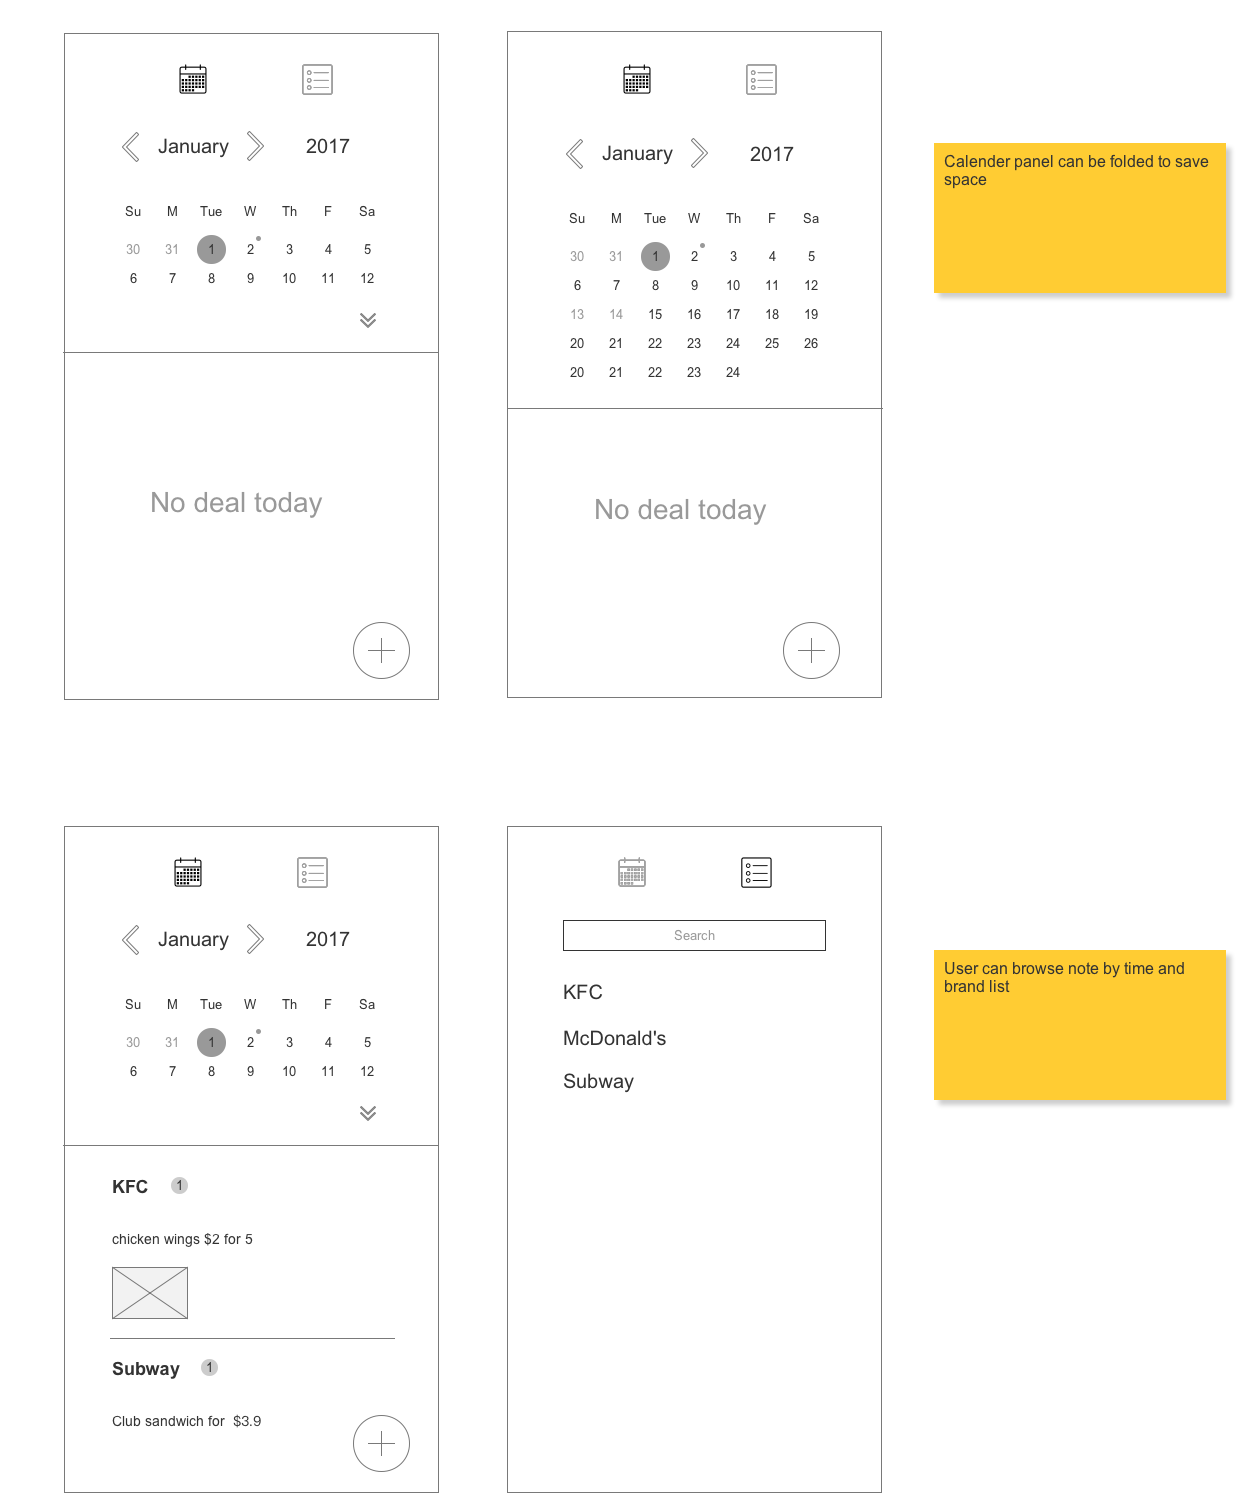 January 2017
Su M Tue W Th F Sa
30 31 1 2 3 4 5
6 7 8 9 10 11 12
No deal today
January 2017
Su M Tue W Th F Sa
30 31 1 2 3 4 5
6 7 8 9 10 11 12
13 14 15 16 17 18 19
20 21 22 23 24 25 26
20 21 22 23 24
No deal today
Calender panel can be folded to save
space
January 2017
Su M Tue W Th F Sa
30 31 1 2 3 4 5
6 7 8 9 10 11 12
KFC 1
chicken wings $2 for 5
Subway 1
Club sandwich for $3.9
Search
KFC
McDonald's
Subway
User can browse note by time and
brand list